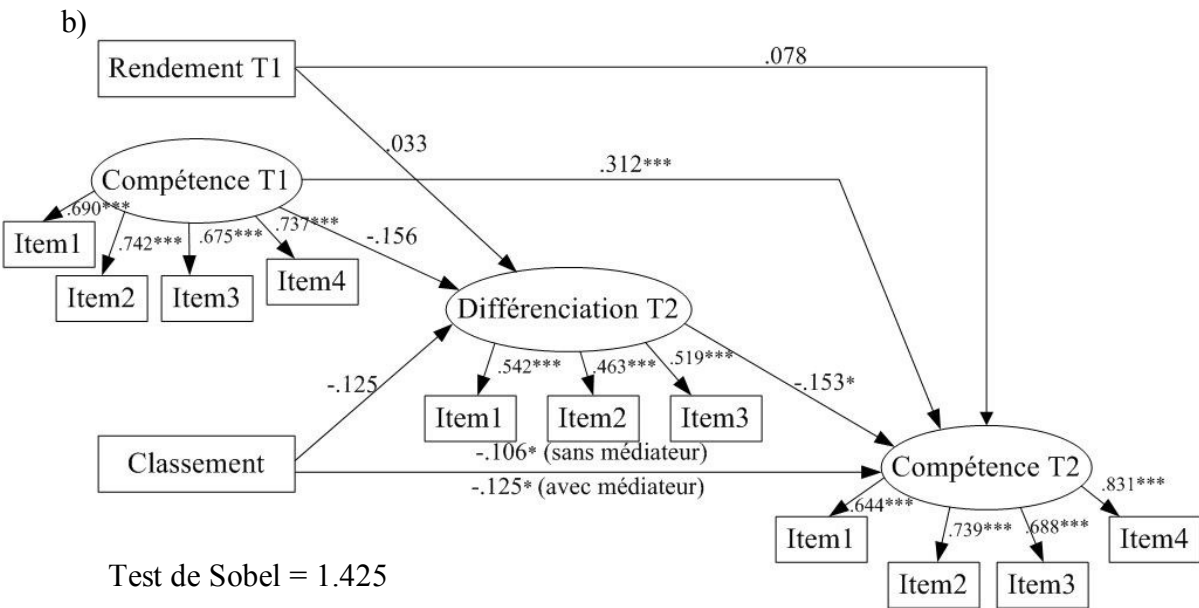 b)
Rendement T1
.078
.033
Compétence T1
.312***
.690***
.742***
.675***
.737***
-.156
Item1
Item2
Item3
Item4
Différenciation T2
-.125
.542***
.463***
.519***
-.153*
Item1
Item2
Item3
Classement
-.106* (sans médiateur)
-.125* (avec médiateur)
Compétence T2
.644***
.739***
.688***
.831***
Item1
Item2
Item3
Item4
Test de Sobel = 1.425